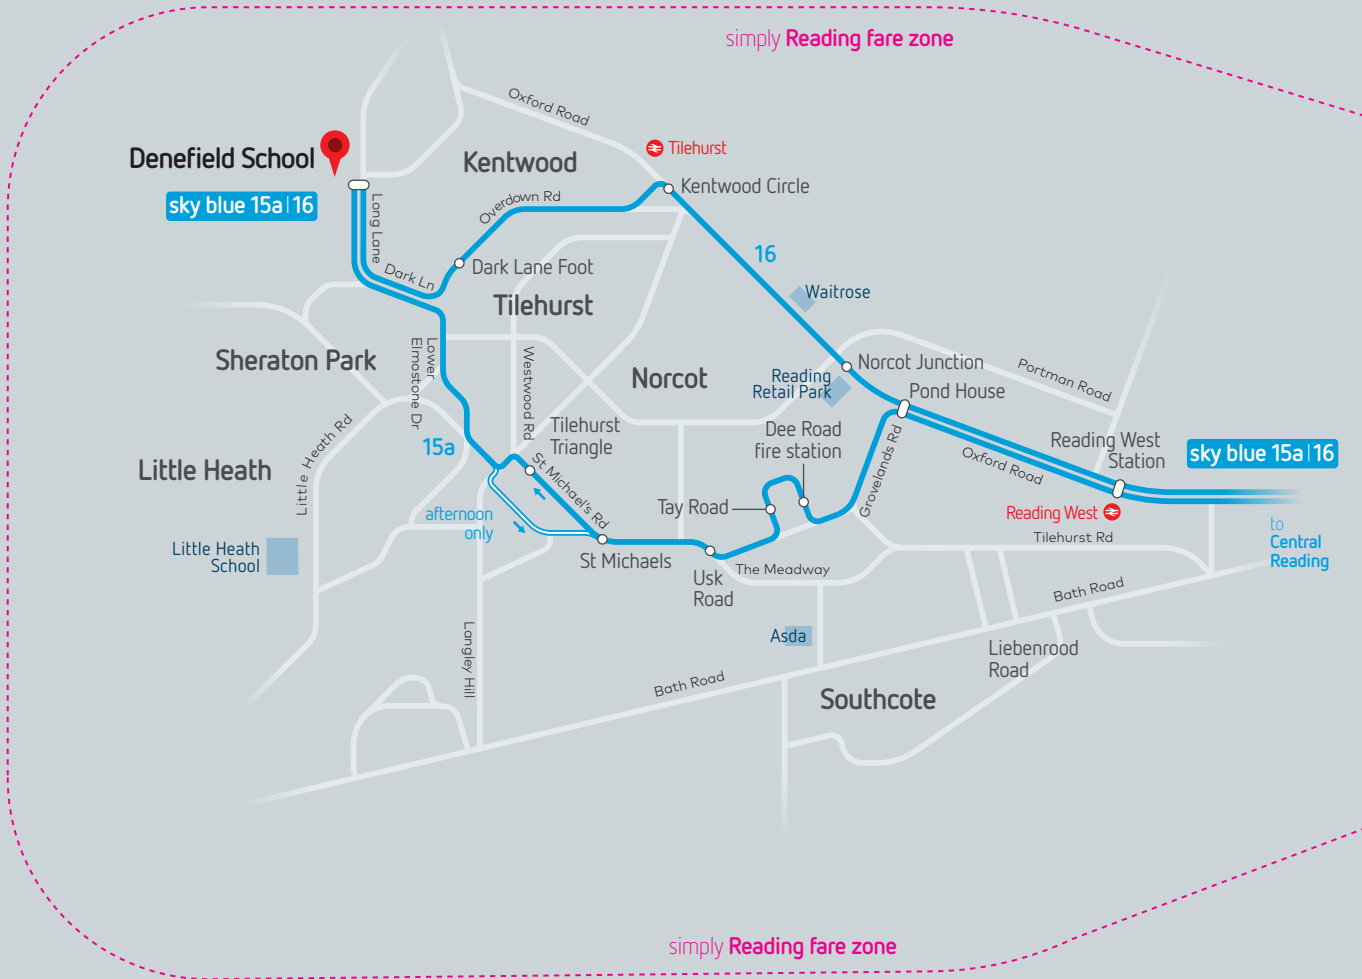 simply Reading fare zone
Oxford Road
Tilehurst
Denefield School
Kentwood
Kentwood Circle
sky blue 15a|16
Long Lane
Overdown Rd
16
Dark Ln
Dark Lane Foot
Waitrose
Tilehurst
Sheraton Park
Lower
Elmostone Dr
Westwood Rd
Norcot
Norcot Junction
Portman Road
Reading
Retail Park
Pond House
Little Heath Rd
15a
Tilehurst
Triangle
Dee Road
fire station
Grovelands Rd
Reading West
Station
sky blue 15a|16
Oxford Road
Little Heath
St Michael's Rd
afternoon
only
Tay Road
Reading West
Tilehurst Rd
to
Central
Reading
Little Heath
School
St Michaels
Usk
Road
The Meadway
Bath Road
Langley Hill
Asda
Liebenrood
Road
Bath Road
Southcote
simply Reading fare zone